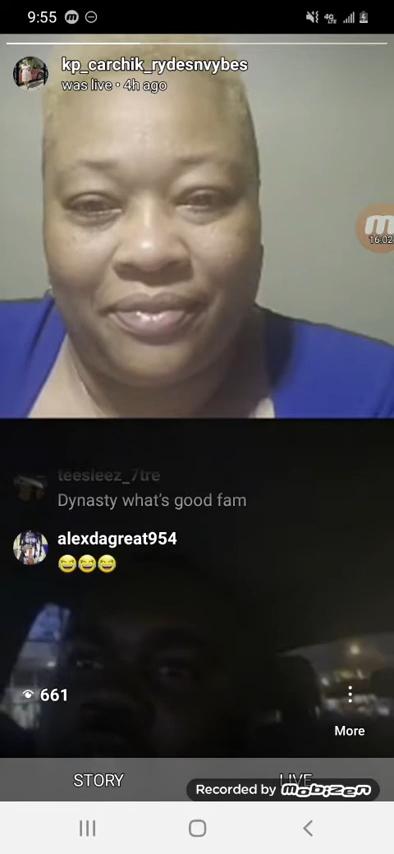 9:55
4G
kp_carchik_rydesnvybes
was live • 4h ago
16:02
teesleez_7tre
Dynasty what's good fam
alexdagreat954
😆😆😆
661
More
STORY
LIVE
Recorded by mobizen